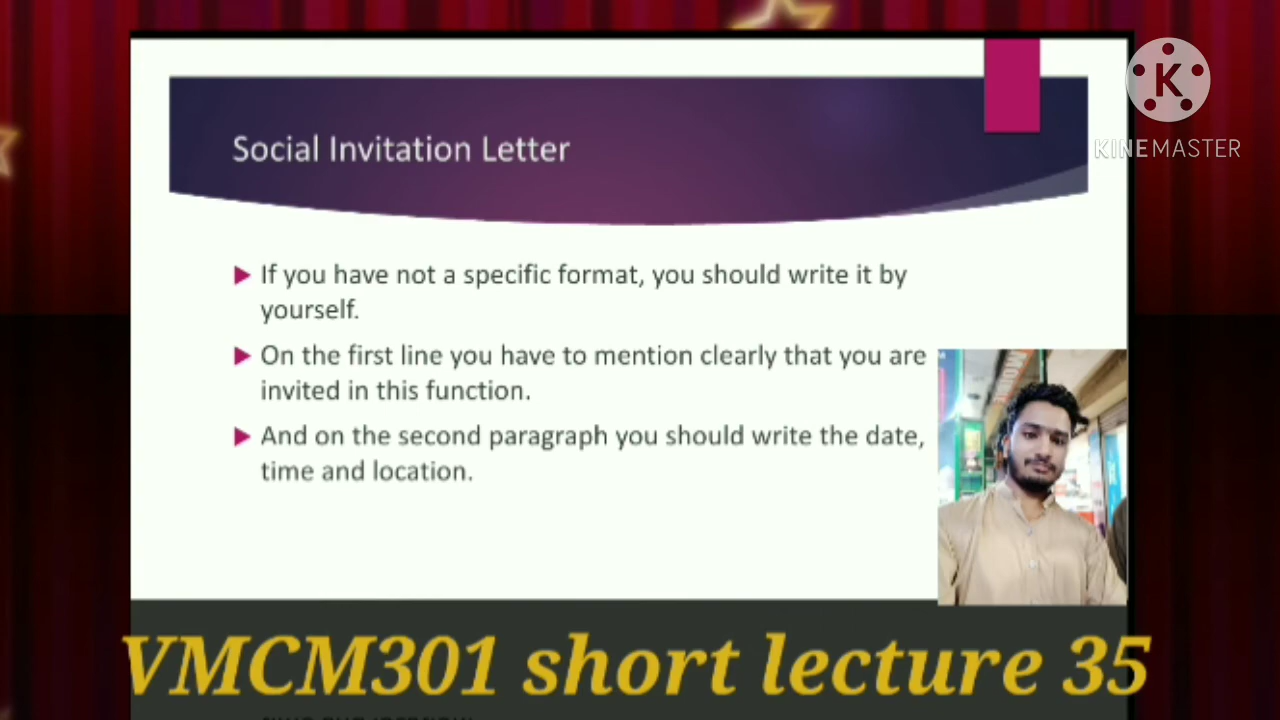 Social Invitation Letter
If you have not a specific format, you should write it by
yourself.
On the first line you have to mention clearly that you are
invited in this function.
And on the second paragraph you should write the date,
time and location.
K
KINEMASTER
VMCM301 short lecture 35